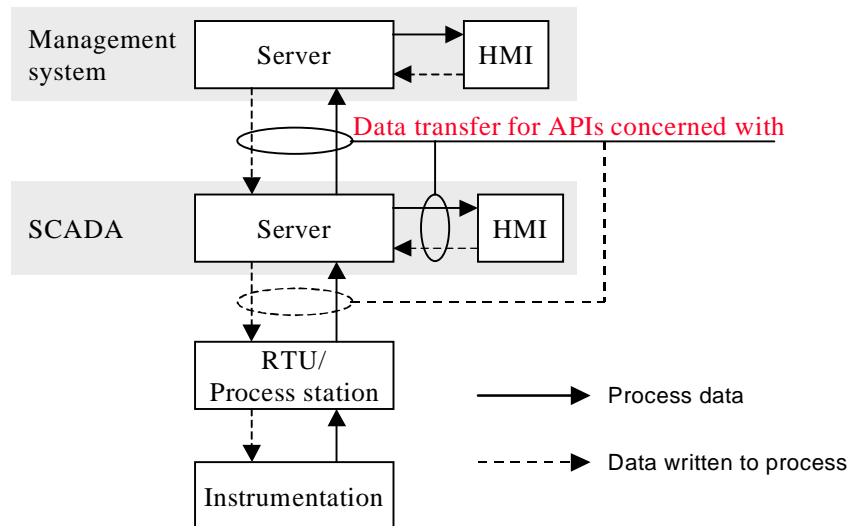 Management
system
Server
HMI
Data transfer for APIs concerned with
SCADA
Server
HMI
RTU/
Process station
Process data
Data written to process
Instrumentation